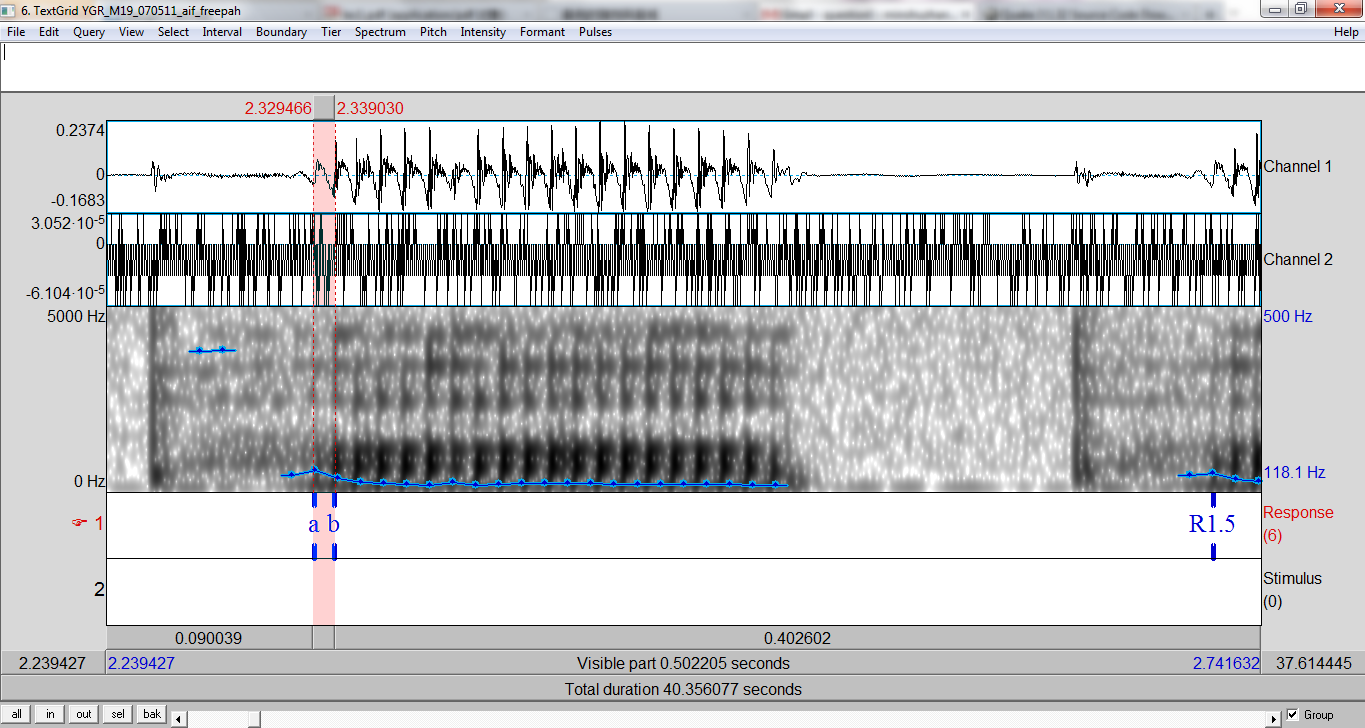 6. TextGrid YGR_M19_070511_aif_freepah
File Edit Query View Select Interval Boundary Tier Spectrum Pitch Intensity Formant Pulses Help
2.329466 2.339030
0.2374
0
-0.1683
Channel 1
3.052·10-5
0
-6.104·10-5
Channel 2
5000 Hz
500 Hz
0 Hz
118.1 Hz
☞ 1
a b
R1.5
Response
(6)
2
Stimulus
(0)
0.090039
0.402602
2.239427
2.239427
Visible part 0.502205 seconds
2.741632
37.614445
Total duration 40.356077 seconds
all in out sel bak
Group